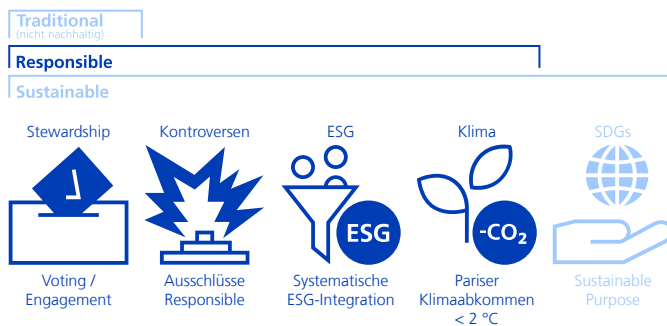 Traditional
(nicht nachhaltig)
Responsible
Sustainable
Stewardship Kontroversen ESG Klima SDGs
ESG -CO₂
Voting / Ausschlüsse Systematische Pariser Sustainable
Engagement Responsible ESG-Integration Klimaabkommen Purpose
< 2 °C